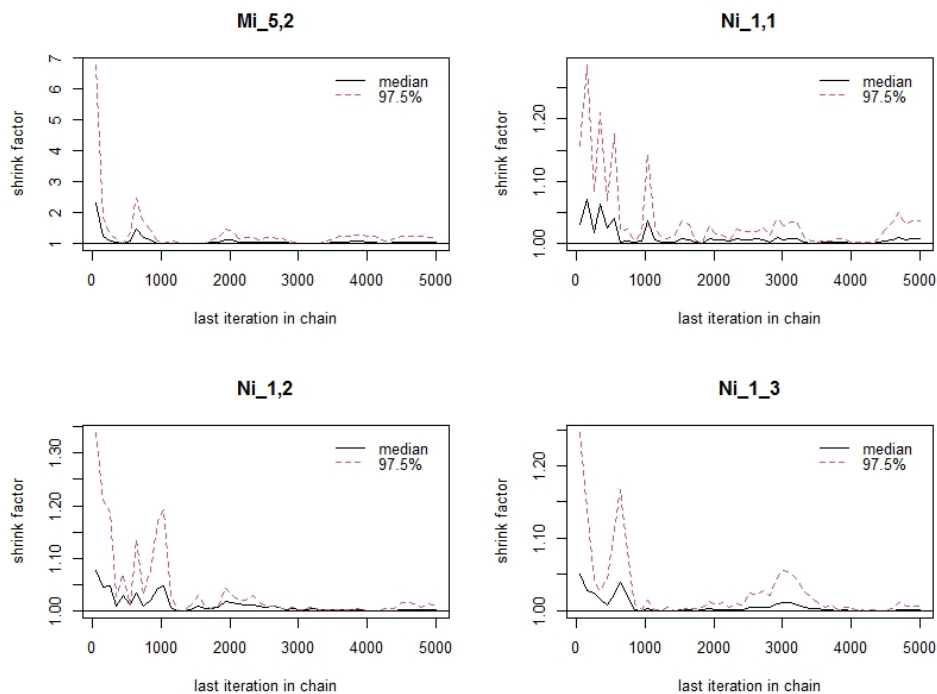 Mi_5,2
shrink factor
7
6
5
4
3
2
1
median
97.5%
0 1000 2000 3000 4000 5000
last iteration in chain
Ni_1,1
shrink factor
1.20
1.10
1.00
median
97.5%
0 1000 2000 3000 4000 5000
last iteration in chain
Ni_1,2
shrink factor
1.30
1.20
1.10
1.00
median
97.5%
0 1000 2000 3000 4000 5000
last iteration in chain
Ni_1_3
shrink factor
1.20
1.10
1.00
median
97.5%
0 1000 2000 3000 4000 5000
last iteration in chain